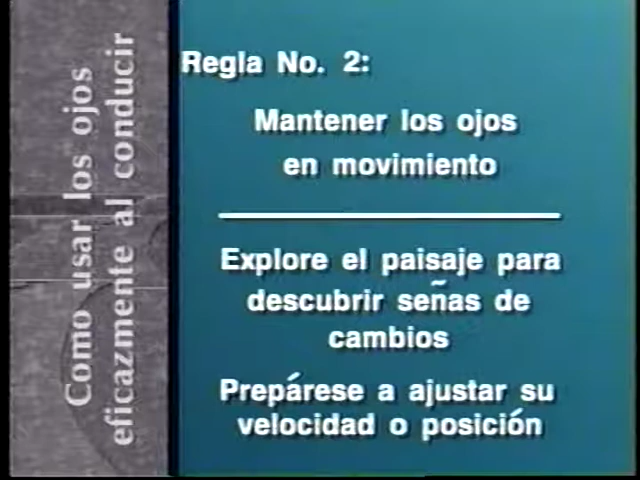 Como usar los ojos
eficazmente al conducir
Regla No. 2:
Mantener los ojos
en movimiento
Explore el paisaje para
descubrir señas de
cambios
Prepárese a ajustar su
velocidad o posición